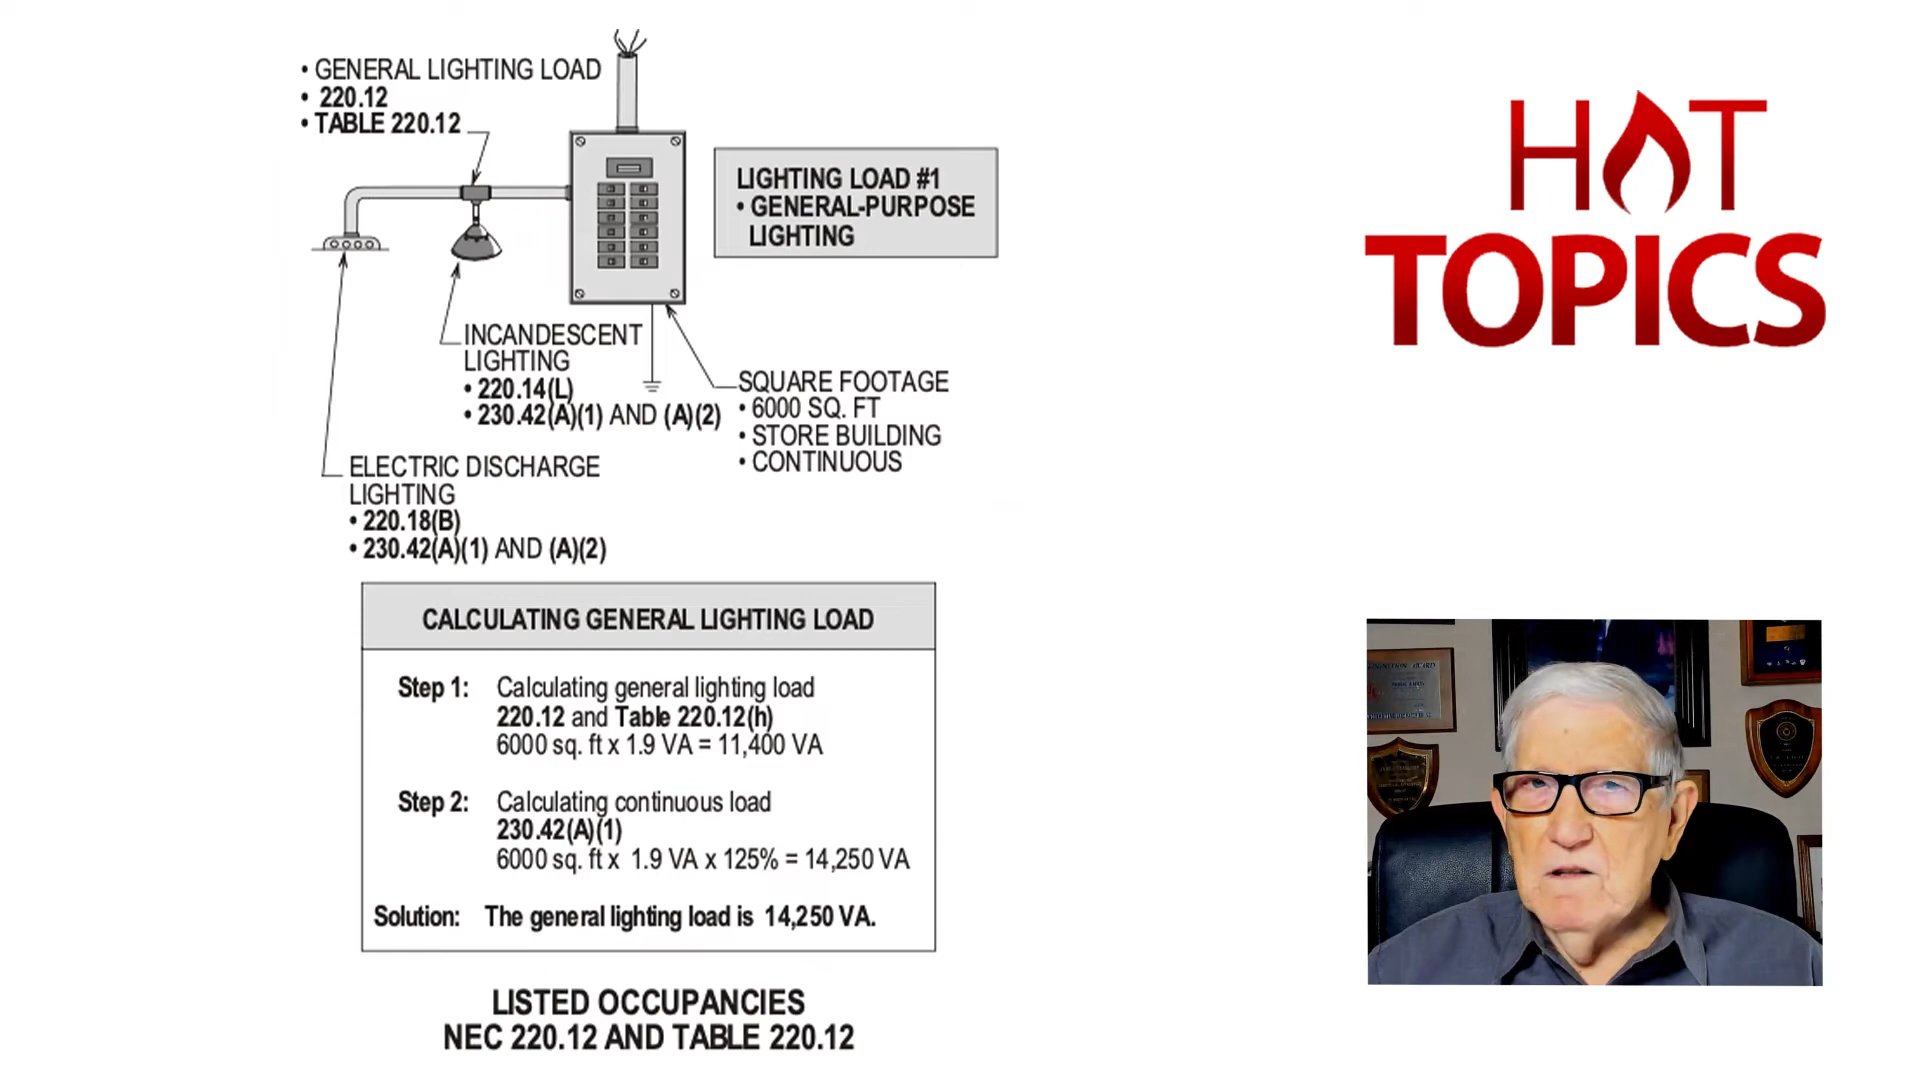 • GENERAL LIGHTING LOAD
• 220.12
• TABLE 220.12
LIGHTING LOAD #1
• GENERAL-PURPOSE
LIGHTING
INCANDESCENT
LIGHTING
• 220.14(L)
• 230.42(A)(1) AND (A)(2)
SQUARE FOOTAGE
• 6000 SQ. FT
• STORE BUILDING
• CONTINUOUS
ELECTRIC DISCHARGE
LIGHTING
• 220.18(B)
• 230.42(A)(1) AND (A)(2)
CALCULATING GENERAL LIGHTING LOAD
Step 1: Calculating general lighting load
220.12 and Table 220.12(h)
6000 sq. ft x 1.9 VA = 11,400 VA
Step 2: Calculating continuous load
230.42(A)(1)
6000 sq. ft x 1.9 VA x 125% = 14,250 VA
Solution: The general lighting load is 14,250 VA.
LISTED OCCUPANCIES
NEC 220.12 AND TABLE 220.12
HOT
TOPICS